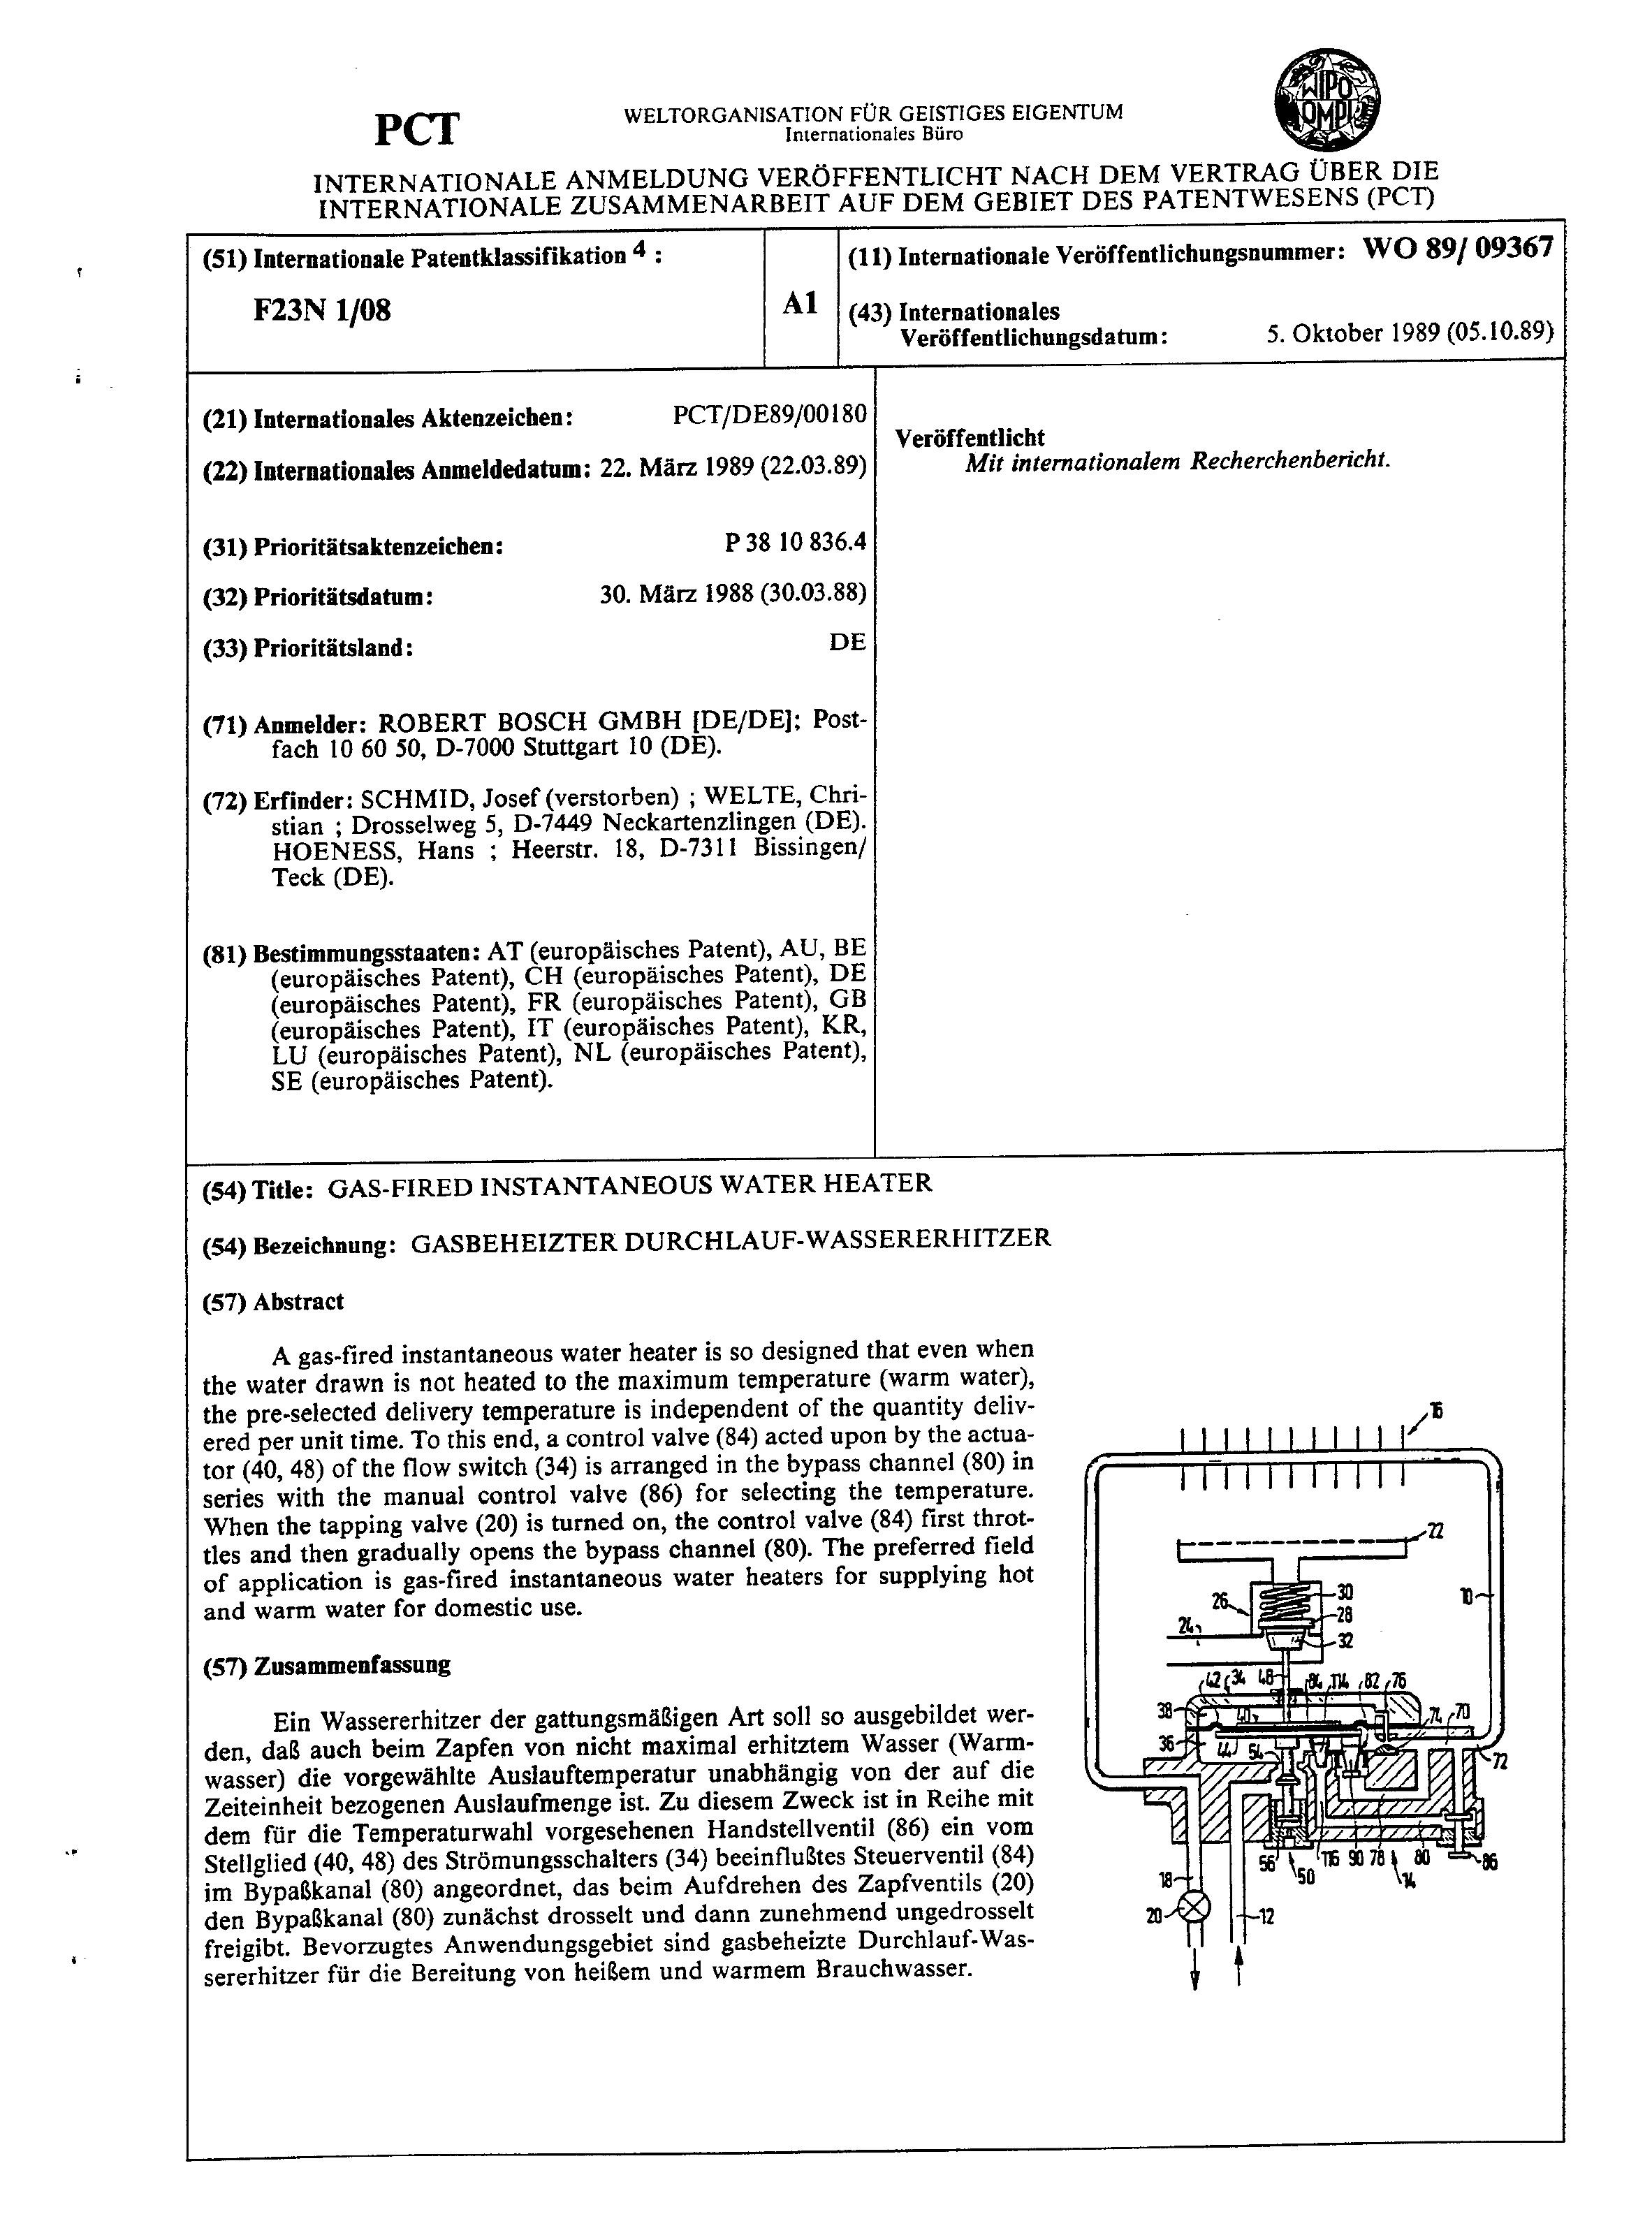 WIPO
OMPI
PCT
WELTORGANISATION FÜR GEISTIGES EIGENTUM
Internationales Büro
INTERNATIONALE ANMELDUNG VERÖFFENTLICHT NACH DEM VERTRAG ÜBER DIE
INTERNATIONALE ZUSAMMENARBEIT AUF DEM GEBIET DES PATENTWESENS (PCT)
(51) Internationale Patentklassifikation 4 :
F23N 1/08
A1
(11) Internationale Veröffentlichungsnummer: WO 89/ 09367
(43) Internationales
Veröffentlichungsdatum: 5. Oktober 1989 (05.10.89)
(21) Internationales Aktenzeichen: PCT/DE89/00180
(22) Internationales Anmeldedatum: 22. März 1989 (22.03.89)
(31) Prioritätsaktenzeichen: P 38 10 836.4
(32) Prioritätsdatum: 30. März 1988 (30.03.88)
(33) Prioritätsland: DE
(71) Anmelder: ROBERT BOSCH GMBH [DE/DE]; Post-
fach 10 60 50, D-7000 Stuttgart 10 (DE).
(72) Erfinder: SCHMID, Josef (verstorben) ; WELTE, Chri-
stian ; Drosselweg 5, D-7449 Neckartenzlingen (DE).
HOENESS, Hans ; Heerstr. 18, D-7311 Bissingen/
Teck (DE).
(81) Bestimmungsstaaten: AT (europäisches Patent), AU, BE
(europäisches Patent), CH (europäisches Patent), DE
(europäisches Patent), FR (europäisches Patent), GB
(europäisches Patent), IT (europäisches Patent), KR,
LU (europäisches Patent), NL (europäisches Patent),
SE (europäisches Patent).
Veröffentlicht
Mit internationalem Recherchenbericht.
(54) Title: GAS-FIRED INSTANTANEOUS WATER HEATER
(54) Bezeichnung: GASBEHEIZTER DURCHLAUF-WASSERERHITZER
(57) Abstract
A gas-fired instantaneous water heater is so designed that even when
the water drawn is not heated to the maximum temperature (warm water),
the pre-selected delivery temperature is independent of the quantity deliv-
ered per unit time. To this end, a control valve (84) acted upon by the actua-
tor (40, 48) of the flow switch (34) is arranged in the bypass channel (80) in
series with the manual control valve (86) for selecting the temperature.
When the tapping valve (20) is turned on, the control valve (84) first throt-
tles and then gradually opens the bypass channel (80). The preferred field
of application is gas-fired instantaneous water heaters for supplying hot
and warm water for domestic use.
(57) Zusammenfassung
Ein Wassererhitzer der gattungsmäßigen Art soll so ausgebildet wer-
den, daß auch beim Zapfen von nicht maximal erhitztem Wasser (Warm-
wasser) die vorgewählte Auslauftemperatur unabhängig von der auf die
Zeiteinheit bezogenen Auslaufmenge ist. Zu diesem Zweck ist in Reihe mit
dem für die Temperaturwahl vorgesehenen Handstellventil (86) ein vom
Stellglied (40, 48) des Strömungsschalters (34) beeinflußtes Steuerventil (84)
im Bypaßkanal (80) angeordnet, das beim Aufdrehen des Zapfventils (20)
den Bypaßkanal (80) zunächst drosselt und dann zunehmend ungedrosselt
freigibt. Bevorzugtes Anwendungsgebiet sind gasbeheizte Durchlauf-Was-
sererhitzer für die Bereitung von heißem und warmem Brauchwasser.
16
22
30
10
26
28
24
32
42 34 48 84 114 82 76
38 40 74 70
36 44 54 72
56 50 116 90 78 14 80 86
18
20 12